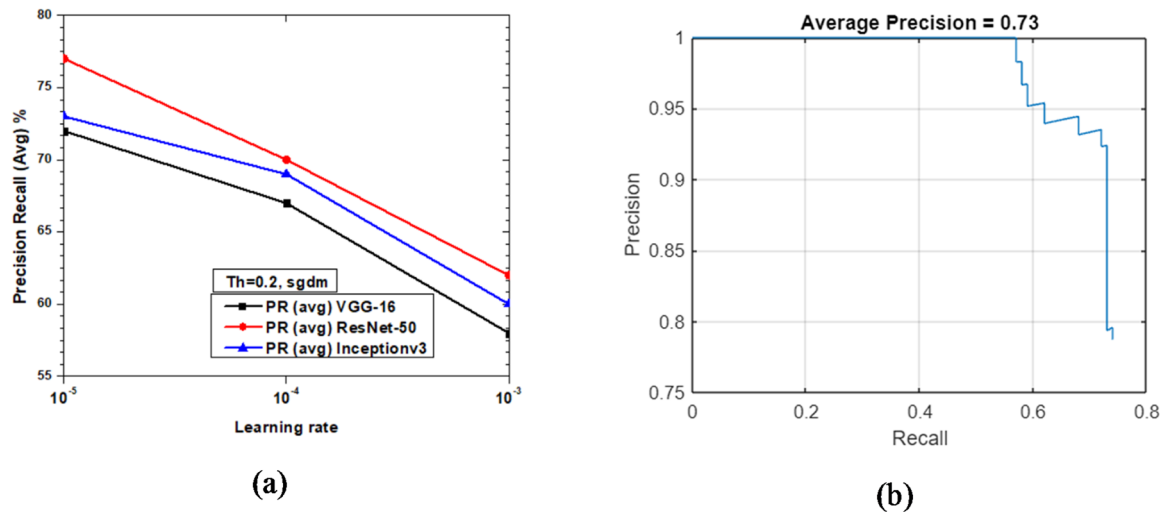 80
75
70
65
60
55
Precision Recall (Avg) %
Th=0.2, sgdm
PR (avg) VGG-16
PR (avg) ResNet-50
PR (avg) Inceptionv3
10⁻⁵
10⁻⁴
10⁻³
Learning rate
(a)
Average Precision = 0.73
1
0.95
0.9
0.85
0.8
0.75
Precision
0
0.2
0.4
0.6
0.8
Recall
(b)